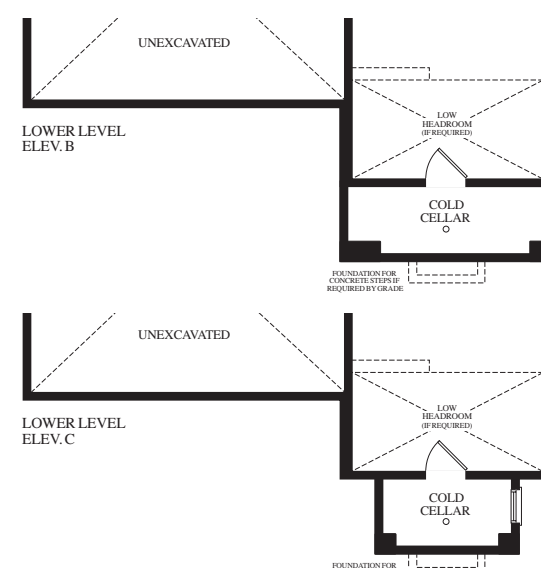 UNEXCAVATED
LOW
HEADROOM
(IF REQUIRED)
LOWER LEVEL
ELEV. B
COLD
CELLAR
FOUNDATION FOR
CONCRETE STEPS IF
REQUIRED BY GRADE
UNEXCAVATED
LOW
HEADROOM
(IF REQUIRED)
LOWER LEVEL
ELEV. C
COLD
CELLAR
FOUNDATION FOR